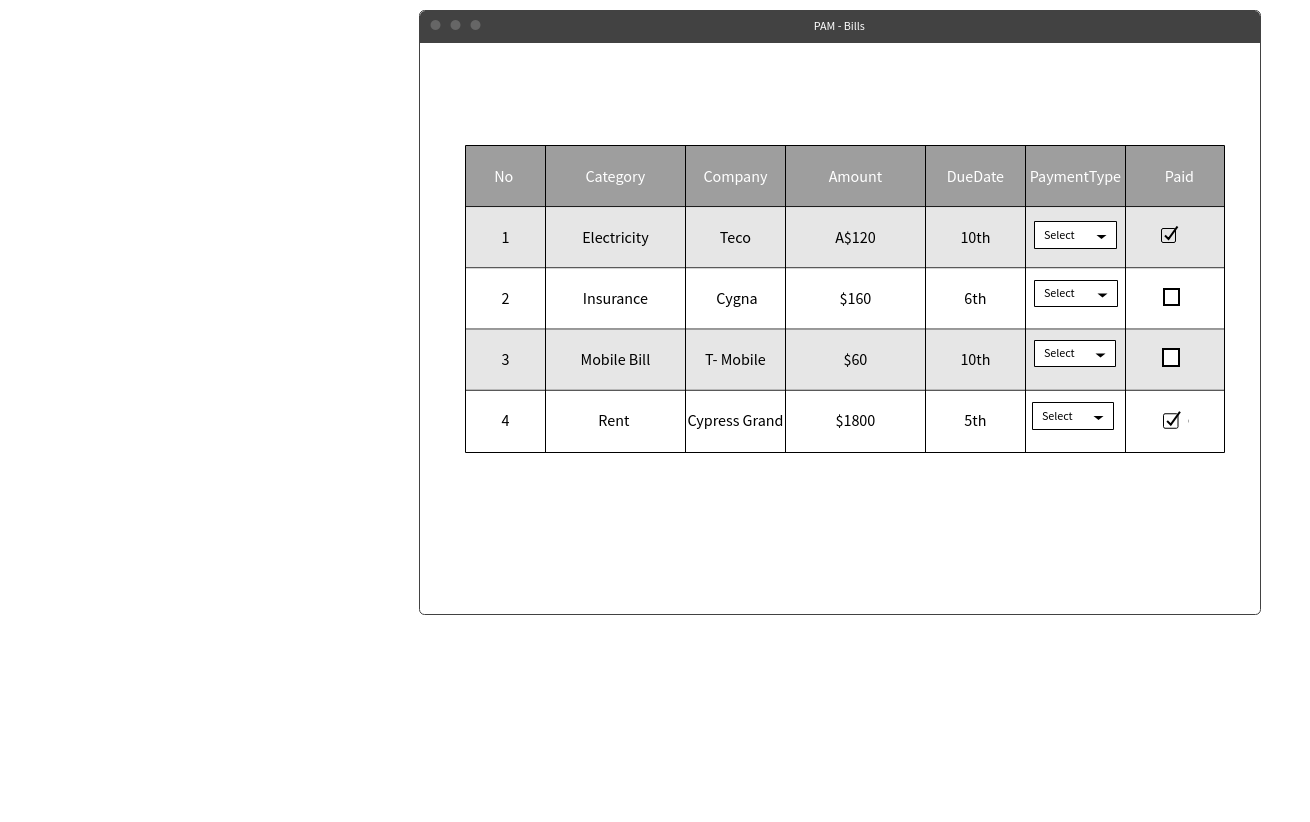 PAM - Bills
No Category Company Amount DueDate PaymentType Paid
1 Electricity Teco A$120 10th Select
2 Insurance Cygna $160 6th Select
3 Mobile Bill T- Mobile $60 10th Select
4 Rent Cypress Grand $1800 5th Select